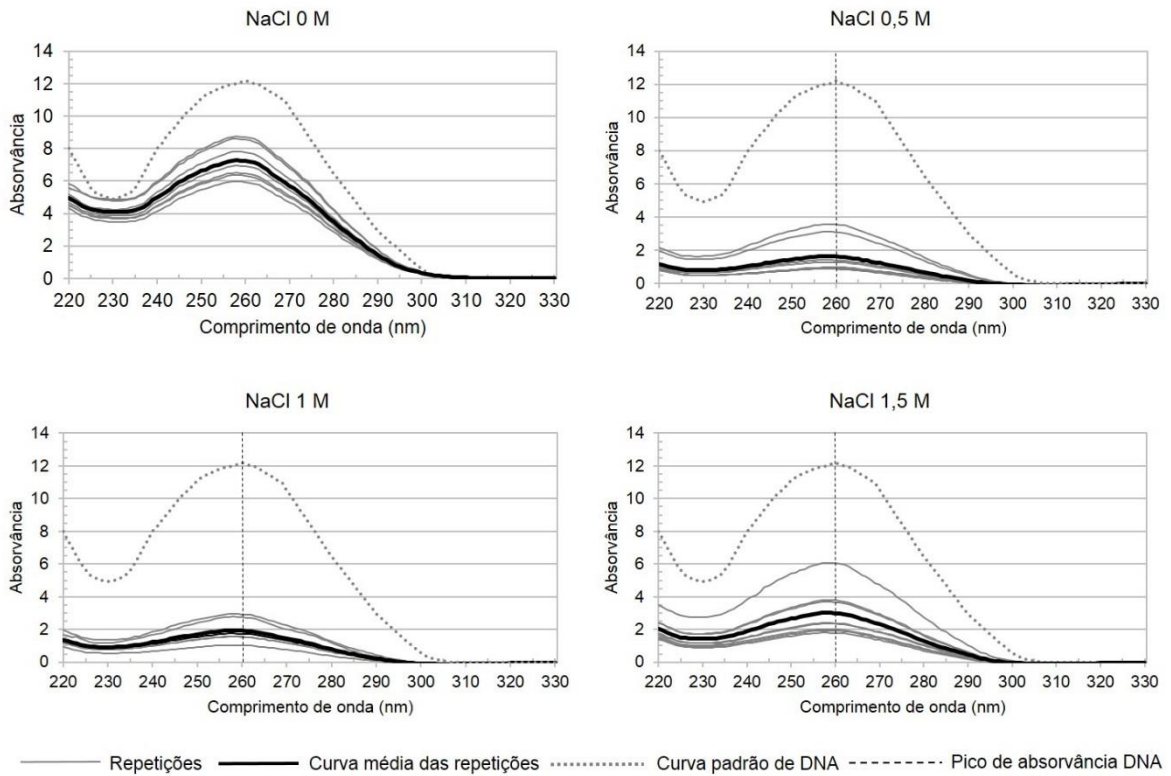 NaCl 0 M
14
12
10
8
6
4
2
0
Absorvância
220 230 240 250 260 270 280 290 300 310 320 330
Comprimento de onda (nm)
NaCl 0,5 M
14
12
10
8
6
4
2
0
Absorvância
220 230 240 250 260 270 280 290 300 310 320 330
Comprimento de onda (nm)
NaCl 1 M
14
12
10
8
6
4
2
0
Absorvância
220 230 240 250 260 270 280 290 300 310 320 330
Comprimento de onda (nm)
NaCl 1,5 M
14
12
10
8
6
4
2
0
Absorvância
220 230 240 250 260 270 280 290 300 310 320 330
Comprimento de onda (nm)
Repetições Curva média das repetições Curva padrão de DNA Pico de absorvância DNA